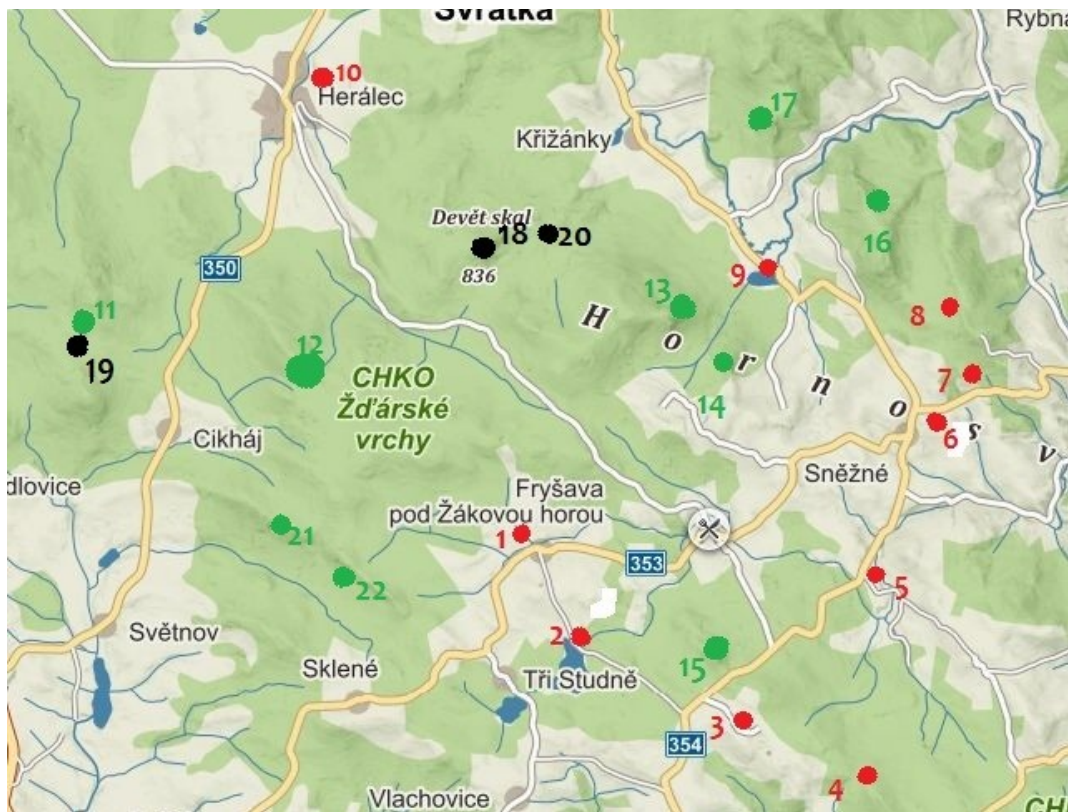 Svratka
Rybna
10
Herálec
17
Křižánky
Devět skal
18
20
16
836
350
9
13
H
o
r
n
o
s
v
8
11
19
12
7
14
CHKO
Žďárské
vrchy
6
Cikháj
Sněžné
dlovice
Fryšava
pod Žákovou horou
21
1
353
22
5
2
Světnov
15
Sklené
Tři Studně
3
354
4
Vlachovice
CH